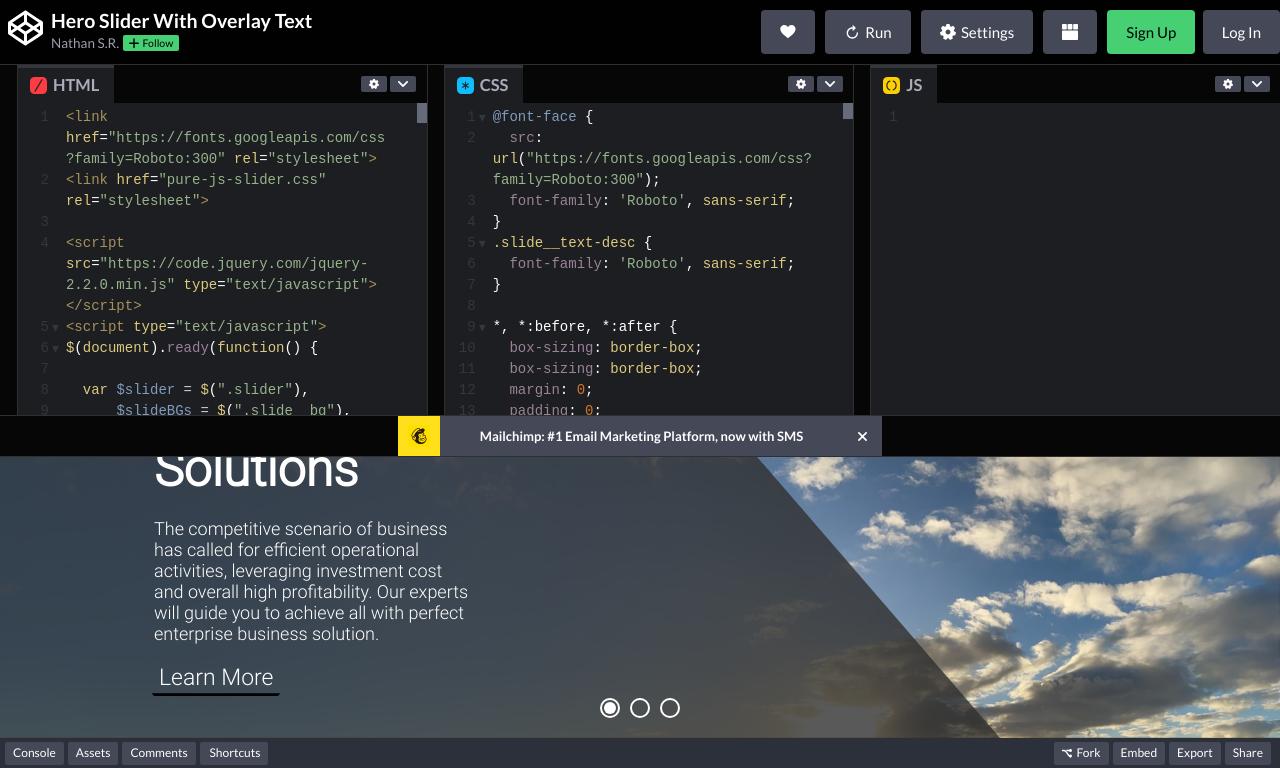 Hero Slider With Overlay Text
Nathan S.R. + Follow
Run
Settings
Sign Up
Log In
HTML
1 <link
href="https://fonts.googleapis.com/css
?family=Roboto:300" rel="stylesheet">
2 <link href="pure-js-slider.css"
rel="stylesheet">
3
4 <script
src="https://code.jquery.com/jquery-
2.2.0.min.js" type="text/javascript">
</script>
5 <script type="text/javascript">
6 $(document).ready(function() {
7
8 var $slider = $(".slider"),
9 $slideBGs = $(".slide__bg"),
CSS
1 @font-face {
2 src:
url("https://fonts.googleapis.com/css?
family=Roboto:300");
3 font-family: 'Roboto', sans-serif;
4 }
5 .slide__text-desc {
6 font-family: 'Roboto', sans-serif;
7 }
8
9 *, *:before, *:after {
10 box-sizing: border-box;
11 box-sizing: border-box;
12 margin: 0;
13 padding: 0;
JS
1
Mailchimp: #1 Email Marketing Platform, now with SMS
Solutions
The competitive scenario of business
has called for efficient operational
activities, leveraging investment cost
and overall high profitability. Our experts
will guide you to achieve all with perfect
enterprise business solution.
Learn More
Console
Assets
Comments
Shortcuts
Fork
Embed
Export
Share